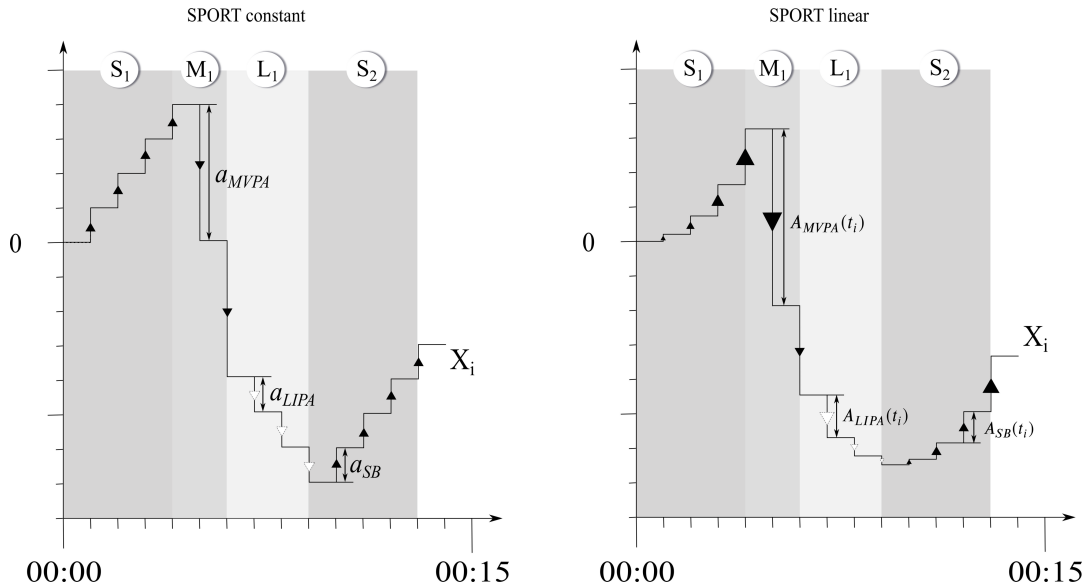 SPORT constant
S1 M1 L1 S2
aMVPA
0
aLIPA
aSB
Xi
00:00 00:15
SPORT linear
S1 M1 L1 S2
AMVPA(ti)
0
ALIPA(ti)
ASB(ti)
Xi
00:00 00:15